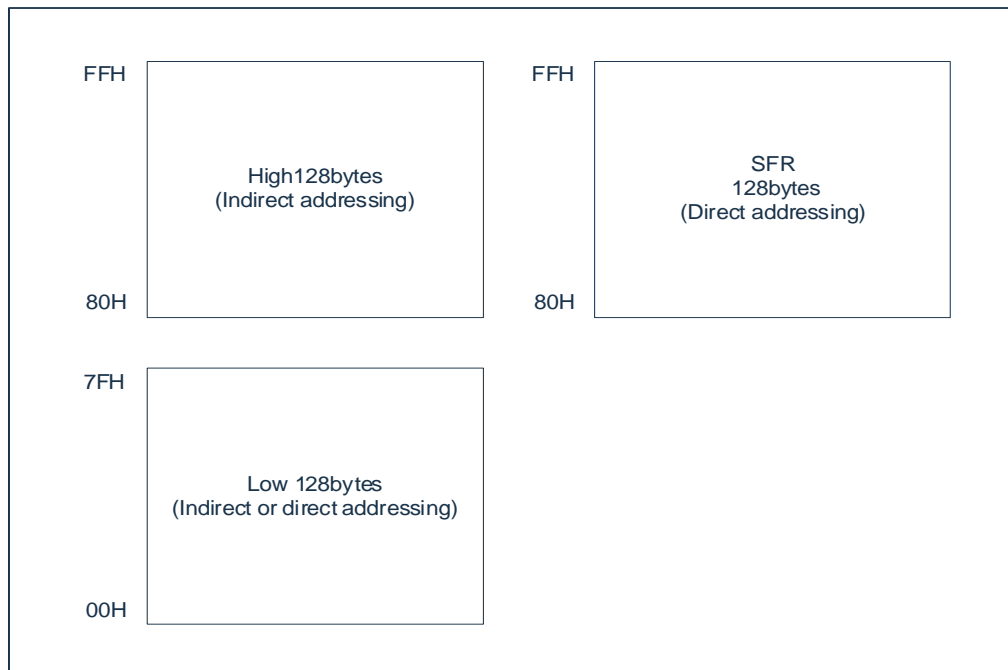 FFH
High128bytes
(Indirect addressing)
80H
FFH
SFR
128bytes
(Direct addressing)
80H
7FH
Low 128bytes
(Indirect or direct addressing)
00H